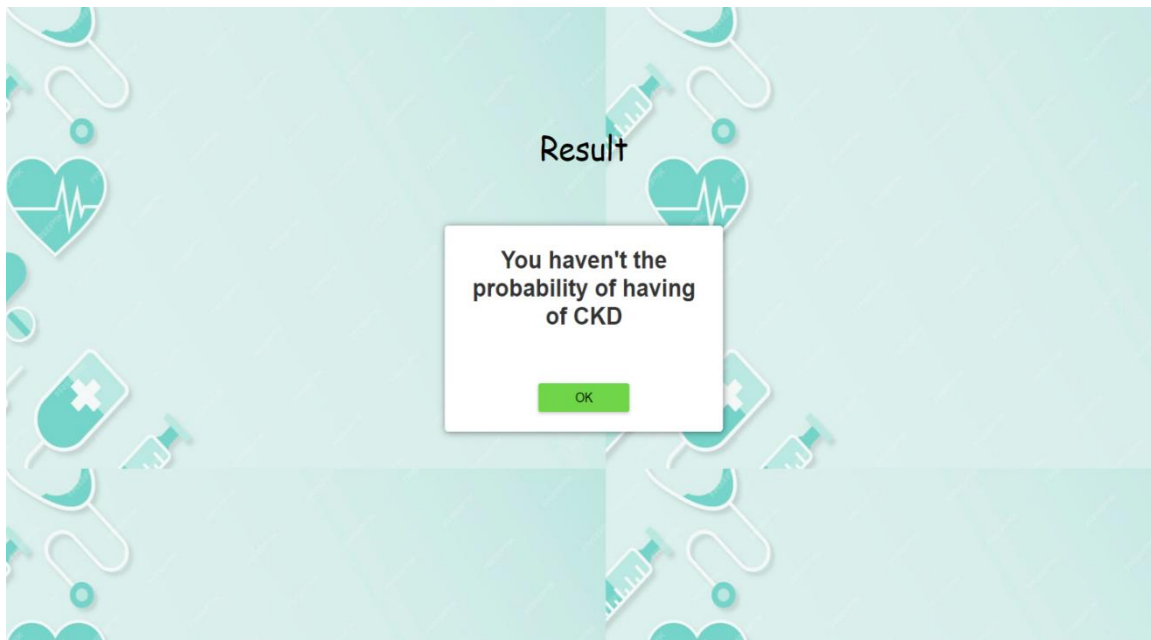 Result
You haven't the
probability of having
of CKD
OK